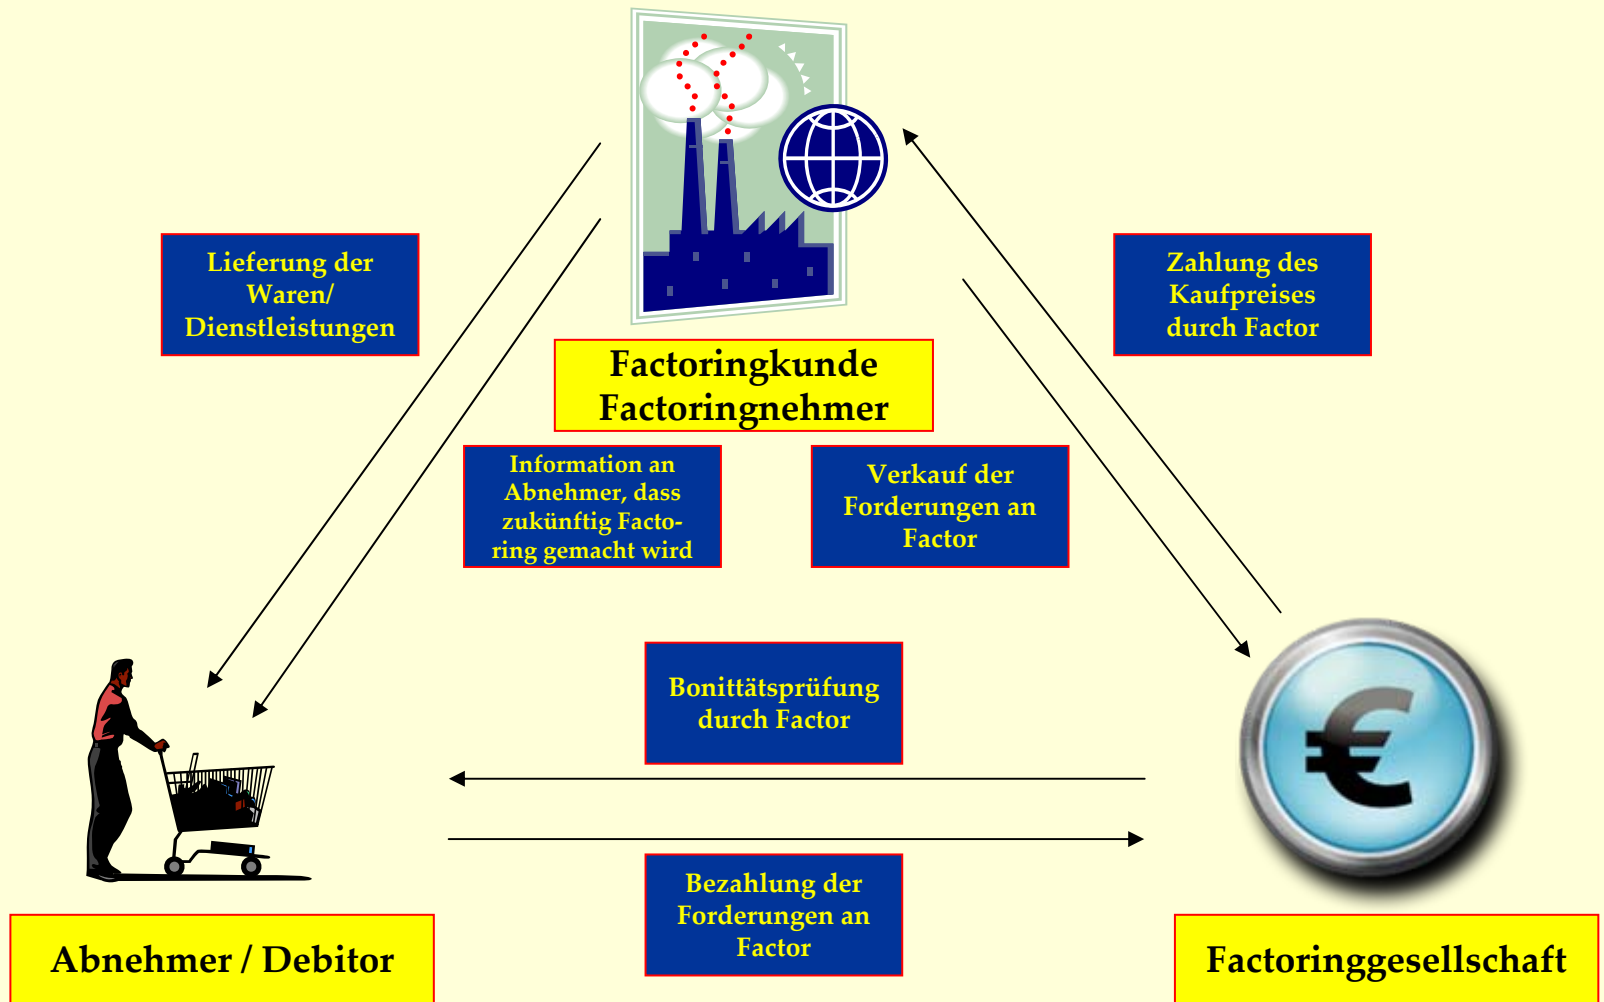 Lieferung der
Waren/
Dienstleistungen
Zahlung des
Kaufpreises
durch Factor
Factoringkunde
Factoringnehmer
Information an
Abnehmer, dass
zukünftig Facto-
ring gemacht wird
Verkauf der
Forderungen an
Factor
Bonittätsprüfung
durch Factor
€
Bezahlung der
Forderungen an
Factor
Abnehmer / Debitor
Factoringgesellschaft